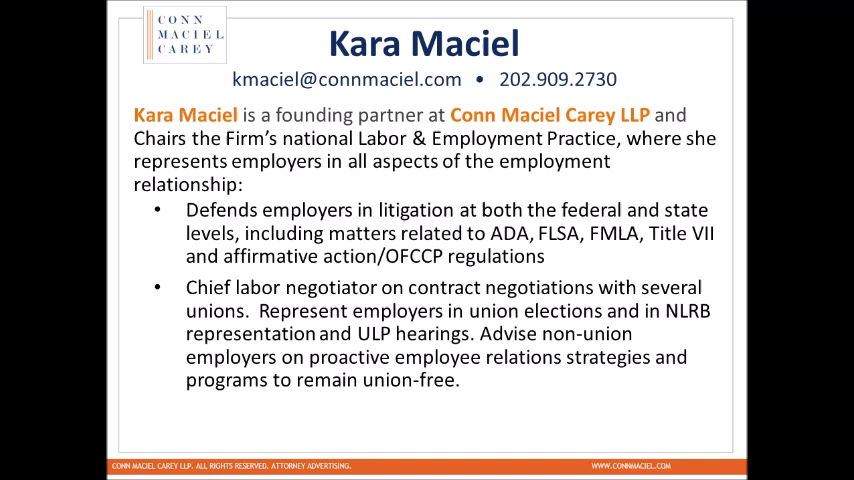 CONN
MACIEL
CAREY
Kara Maciel
kmaciel@connmaciel.com • 202.909.2730
Kara Maciel is a founding partner at Conn Maciel Carey LLP and
Chairs the Firm's national Labor & Employment Practice, where she
represents employers in all aspects of the employment
relationship:
• Defends employers in litigation at both the federal and state
levels, including matters related to ADA, FLSA, FMLA, Title VII
and affirmative action/OFCCP regulations
• Chief labor negotiator on contract negotiations with several
unions. Represent employers in union elections and in NLRB
representation and ULP hearings. Advise non-union
employers on proactive employee relations strategies and
programs to remain union-free.
CONN MACIEL CAREY LLP. ALL RIGHTS RESERVED. ATTORNEY ADVERTISING. WWW.CONNMACIEL.COM